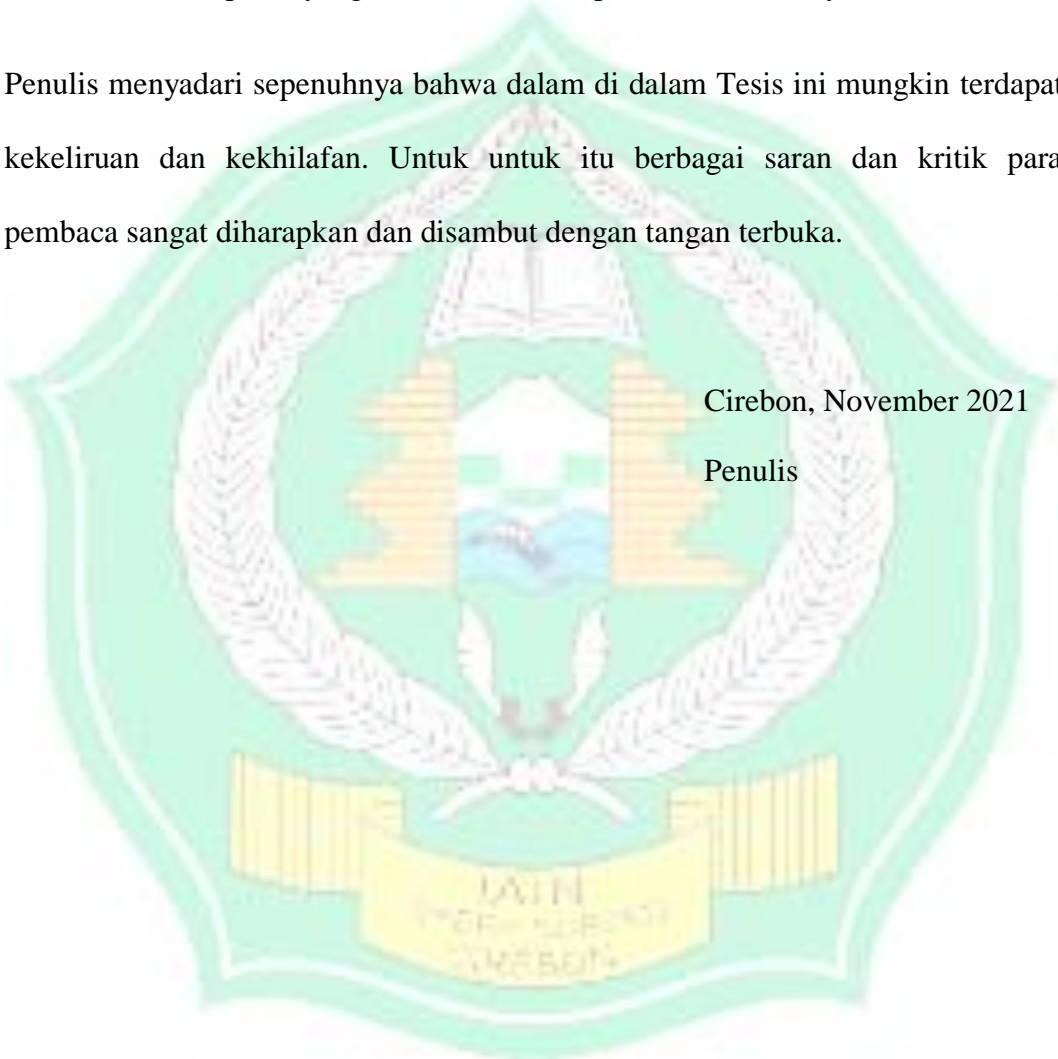 Penulis menyadari sepenuhnya bahwa dalam di dalam Tesis ini mungkin terdapat
kekeliruan dan kekhilafan. Untuk untuk itu berbagai saran dan kritik para
pembaca sangat diharapkan dan disambut dengan tangan terbuka.
Cirebon, November 2021
Penulis
IAIN
CIREBON